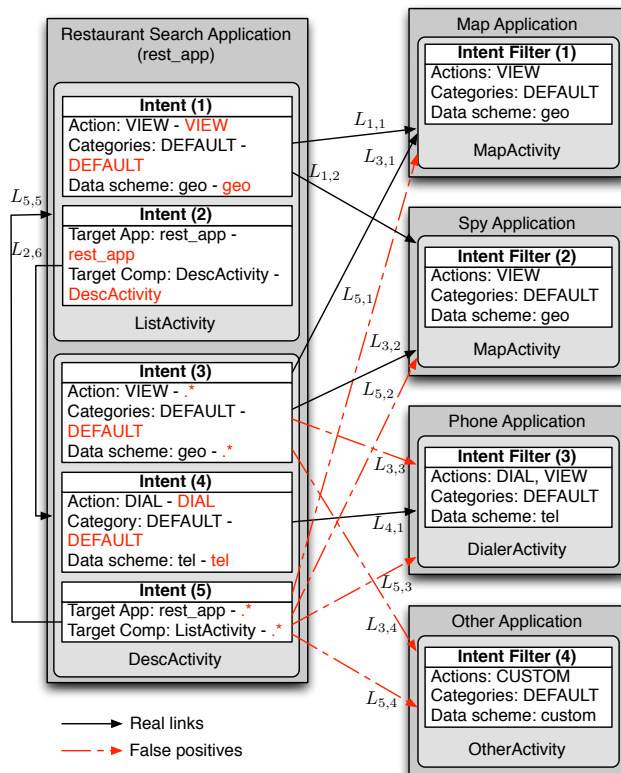 Restaurant Search Application
(rest_app)
Intent (1)
Action: VIEW - VIEW
Categories: DEFAULT -
DEFAULT
Data scheme: geo - geo
Intent (2)
Target App: rest_app -
rest_app
Target Comp: DescActivity -
DescActivity
ListActivity
Intent (3)
Action: VIEW - .*
Categories: DEFAULT -
DEFAULT
Data scheme: geo - .*
Intent (4)
Action: DIAL - DIAL
Category: DEFAULT -
DEFAULT
Data scheme: tel - tel
Intent (5)
Target App: rest_app - .*
Target Comp: ListActivity - .*
DescActivity
L5,5
L2,6
L1,1
L3,1
L1,2
L5,1
L3,2
L5,2
L3,3
L4,1
L5,3
L3,4
L5,4
Map Application
Intent Filter (1)
Actions: VIEW
Categories: DEFAULT
Data scheme: geo
MapActivity
Spy Application
Intent Filter (2)
Actions: VIEW
Categories: DEFAULT
Data scheme: geo
MapActivity
Phone Application
Intent Filter (3)
Actions: DIAL, VIEW
Categories: DEFAULT
Data scheme: tel
DialerActivity
Other Application
Intent Filter (4)
Actions: CUSTOM
Categories: DEFAULT
Data scheme: custom
OtherActivity
Real links
False positives